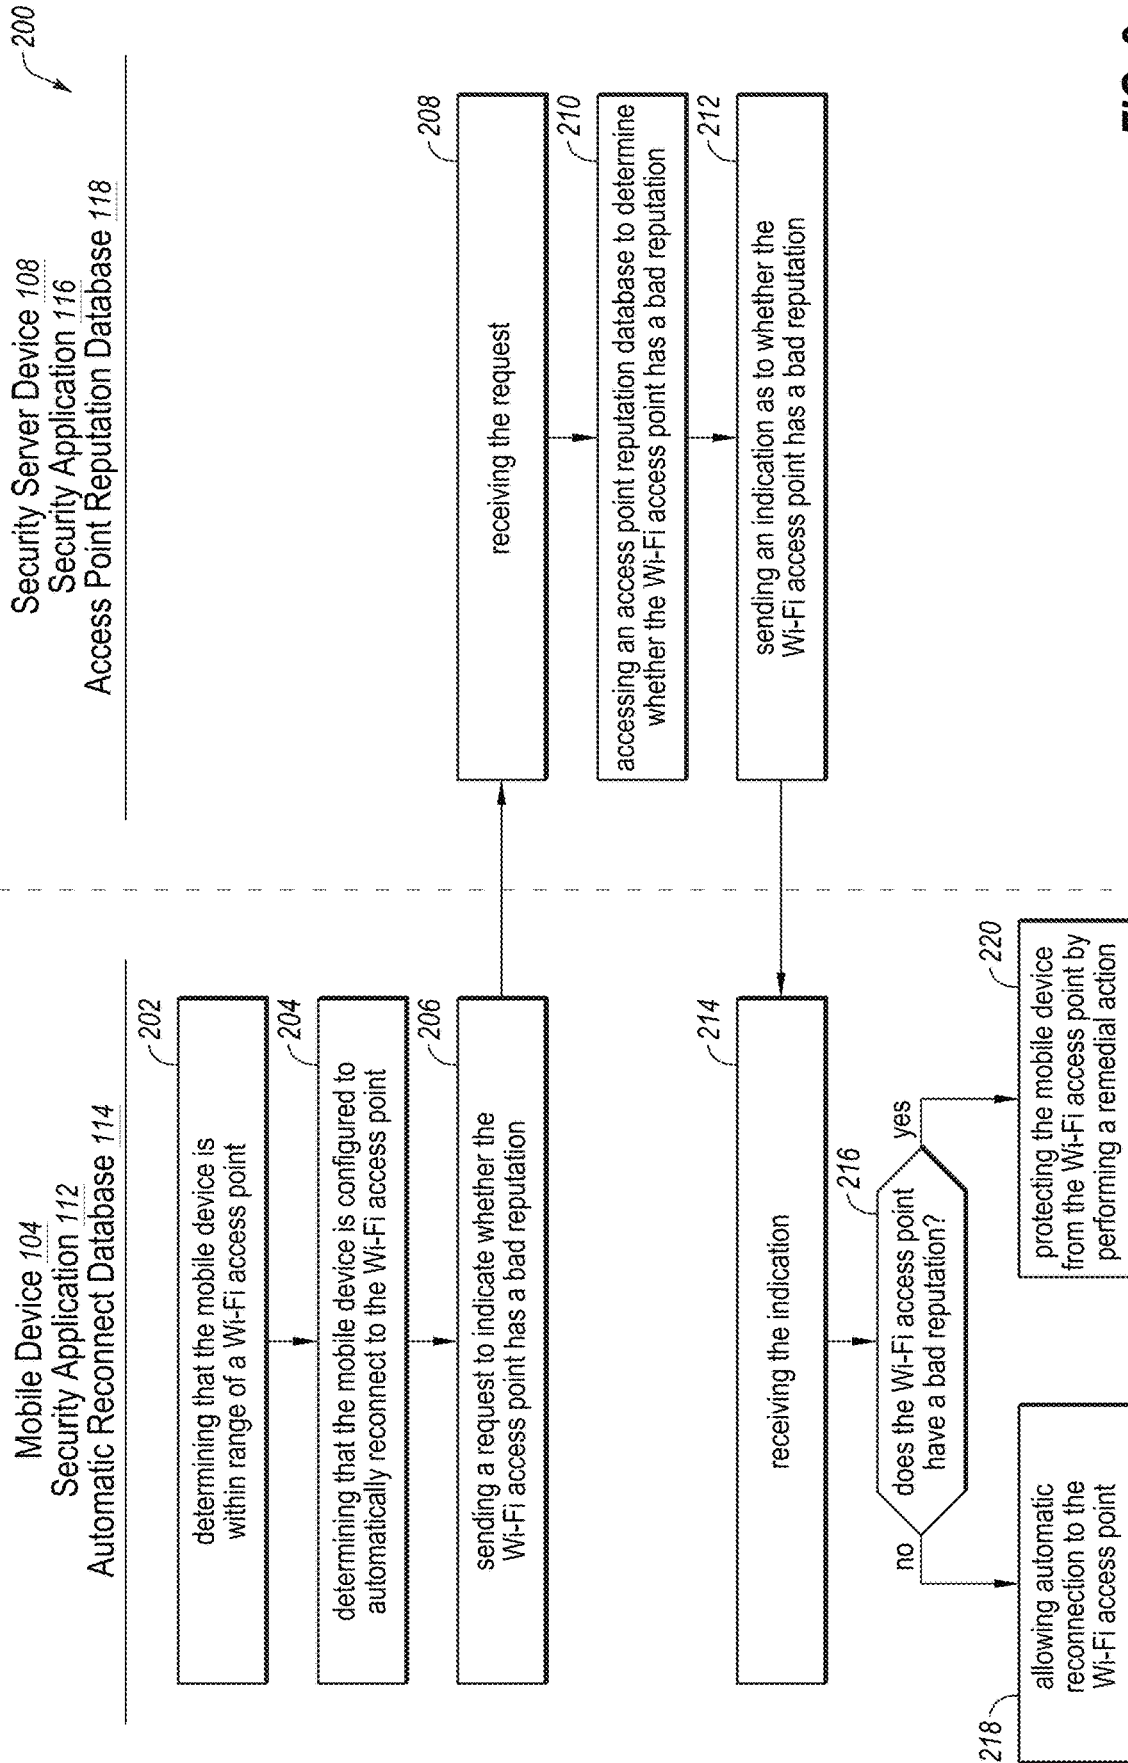 200
Mobile Device 104
Security Application 112
Automatic Reconnect Database 114
Security Server Device 108
Security Application 116
Access Point Reputation Database 118
202
determining that the mobile device is
within range of a Wi-Fi access point
204
determining that the mobile device is configured to
automatically reconnect to the Wi-Fi access point
206
sending a request to indicate whether the
Wi-Fi access point has a bad reputation
208
receiving the request
210
accessing an access point reputation database to determine
whether the Wi-Fi access point has a bad reputation
212
sending an indication as to whether the
Wi-Fi access point has a bad reputation
214
receiving the indication
216
does the Wi-Fi access point
have a bad reputation?
no
yes
218
allowing automatic
reconnection to the
Wi-Fi access point
220
protecting the mobile device
from the Wi-Fi access point by
performing a remedial action